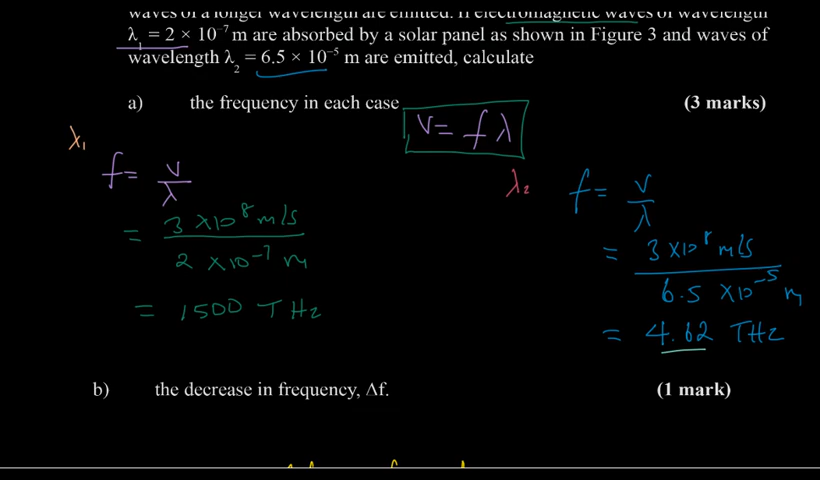 waves of a longer wavelength are emitted. If electromagnetic waves of wavelength
λ₁ = 2 × 10⁻⁷ m are absorbed by a solar panel as shown in Figure 3 and waves of
wavelength λ₂ = 6.5 × 10⁻⁵ m are emitted, calculate
a) the frequency in each case (3 marks)
v = f λ
λ₁
f = v/λ
= 3 × 10⁸ m/s / 2 × 10⁻⁷ m
= 1500 THz
λ₂
f = v/λ
= 3 × 10⁸ m/s / 6.5 × 10⁻⁵ m
= 4.62 THz
b) the decrease in frequency, Δf. (1 mark)